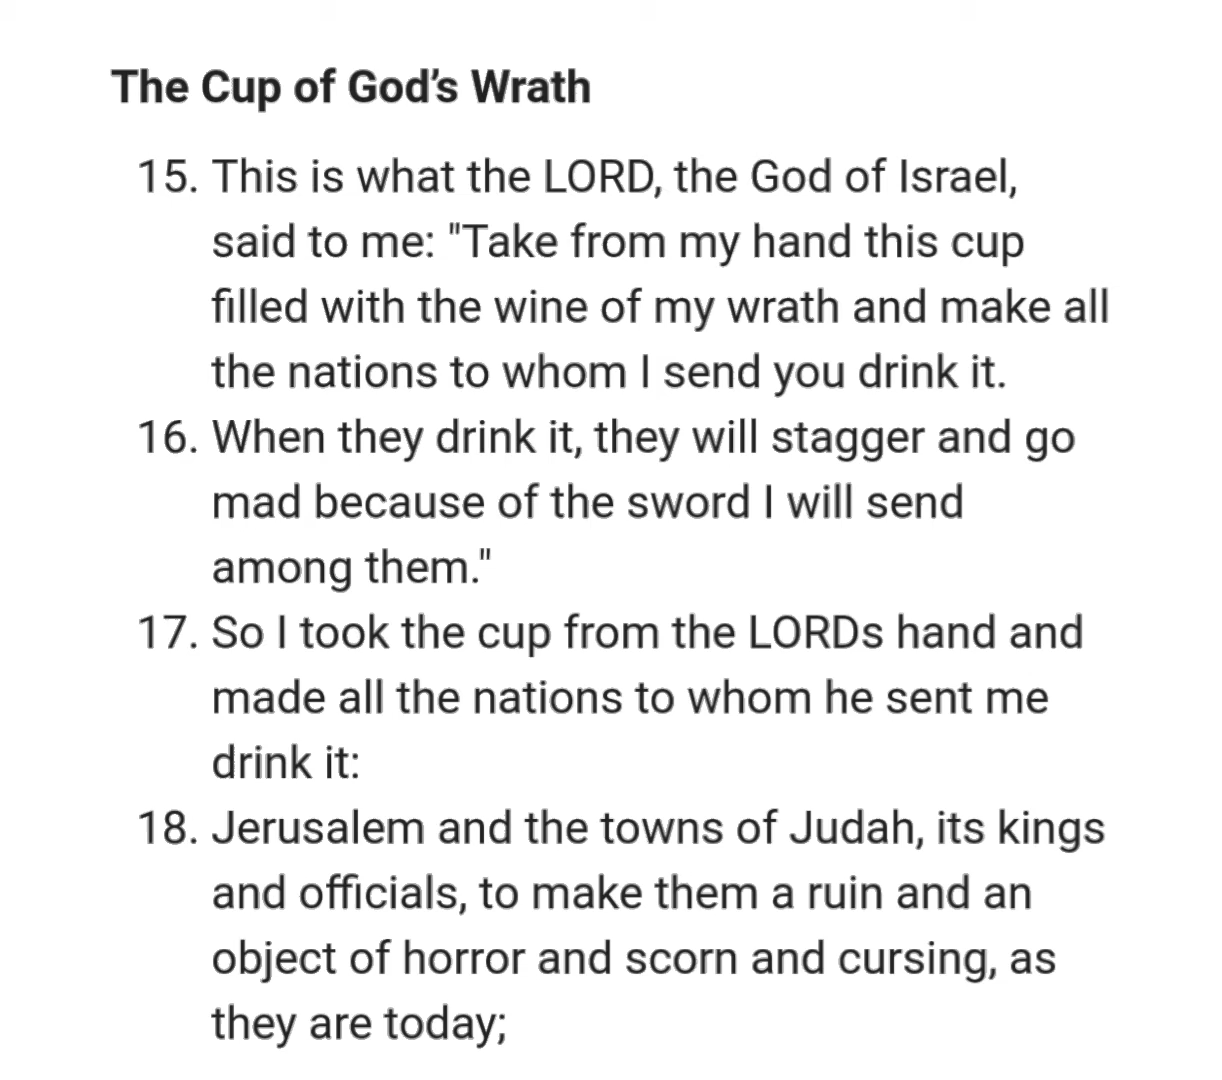 The Cup of God’s Wrath
15. This is what the LORD, the God of Israel,
said to me: "Take from my hand this cup
filled with the wine of my wrath and make all
the nations to whom I send you drink it.
16. When they drink it, they will stagger and go
mad because of the sword I will send
among them."
17. So I took the cup from the LORDs hand and
made all the nations to whom he sent me
drink it:
18. Jerusalem and the towns of Judah, its kings
and officials, to make them a ruin and an
object of horror and scorn and cursing, as
they are today;